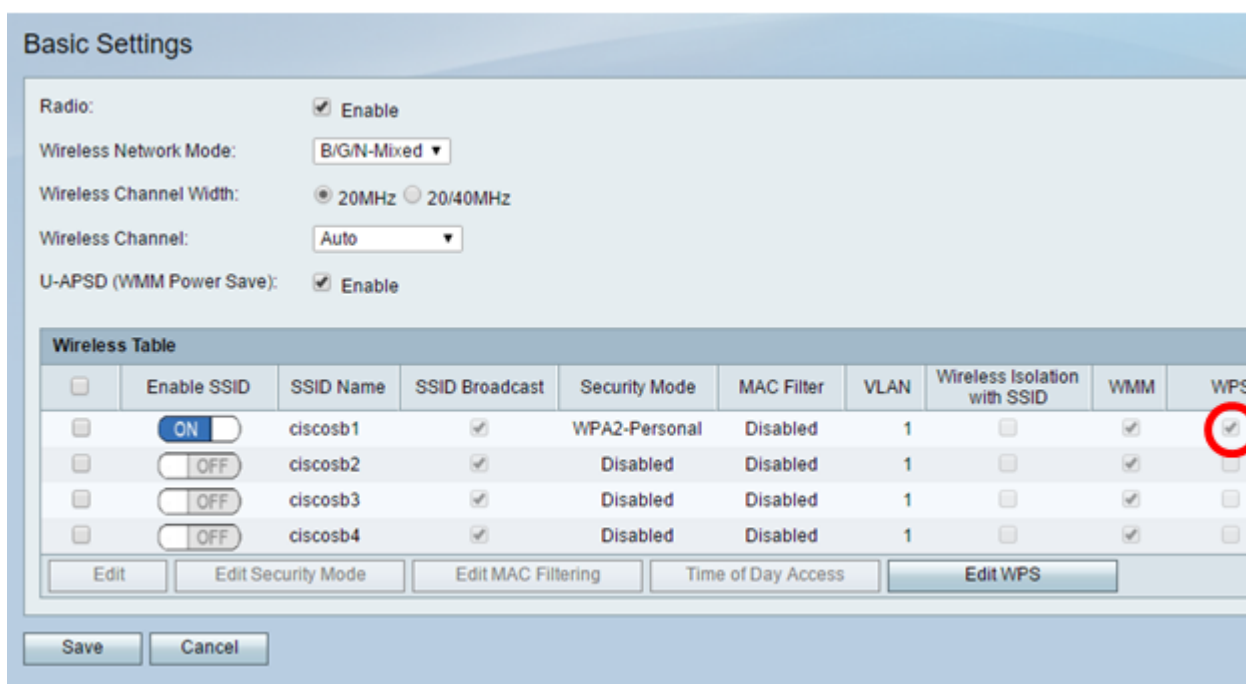 Basic Settings
Radio: Enable
Wireless Network Mode: B/G/N-Mixed
Wireless Channel Width: 20MHz 20/40MHz
Wireless Channel: Auto
U-APSD (WMM Power Save): Enable
Wireless Table
Enable SSID SSID Name SSID Broadcast Security Mode MAC Filter VLAN Wireless Isolation with SSID WMM WPS
ON ciscosb1 WPA2-Personal Disabled 1
OFF ciscosb2 Disabled Disabled 1
OFF ciscosb3 Disabled Disabled 1
OFF ciscosb4 Disabled Disabled 1
Edit Edit Security Mode Edit MAC Filtering Time of Day Access Edit WPS
Save Cancel